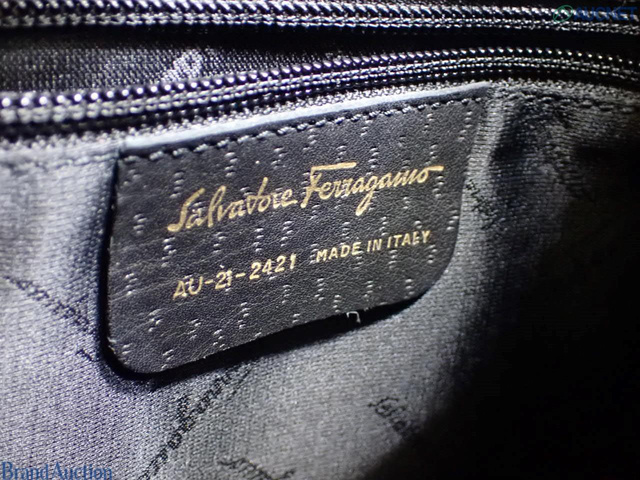 Salvatore Ferragamo
AU-21-2421 MADE IN ITALY
Brand Auction